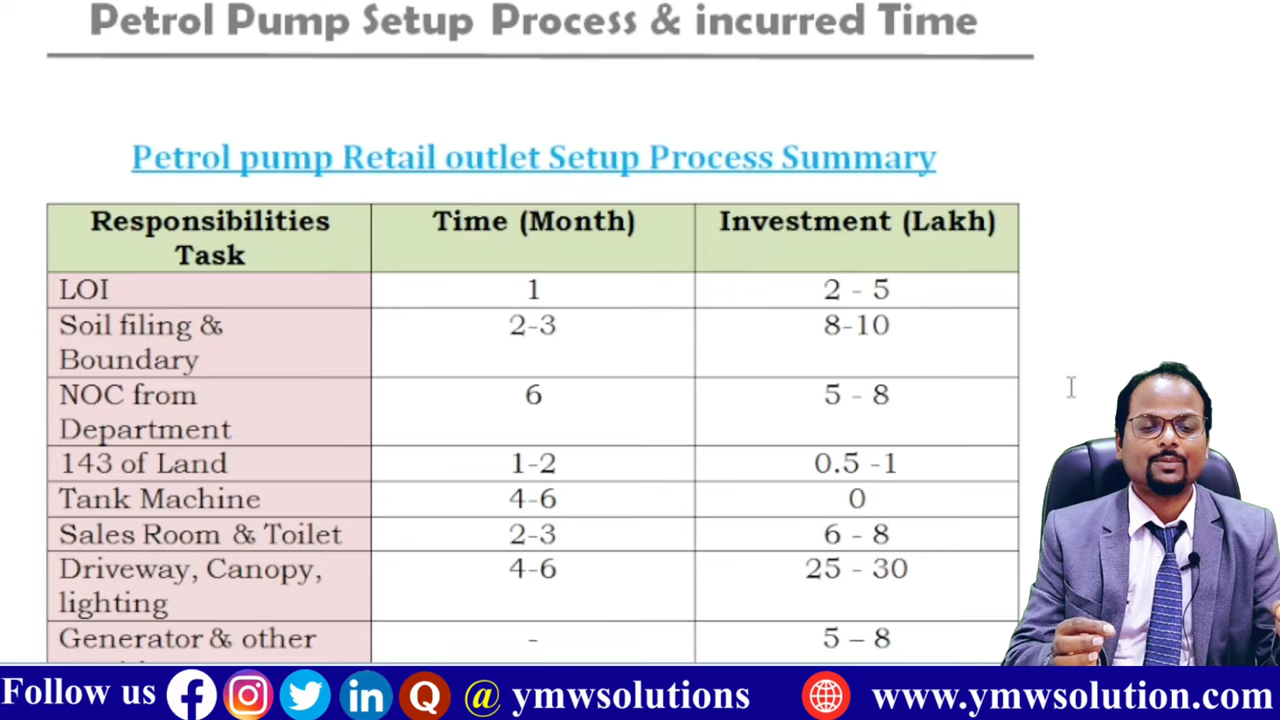 Petrol Pump Setup Process & incurred Time
Petrol pump Retail outlet Setup Process Summary
Responsibilities Task Time (Month) Investment (Lakh)
LOI 1 2 - 5
Soil filing & Boundary 2-3 8-10
NOC from Department 6 5 - 8
143 of Land 1-2 0.5 -1
Tank Machine 4-6 0
Sales Room & Toilet 2-3 6 - 8
Driveway, Canopy, lighting 4-6 25 - 30
Generator & other - 5 – 8
Follow us @ ymwsolutions www.ymwsolution.com